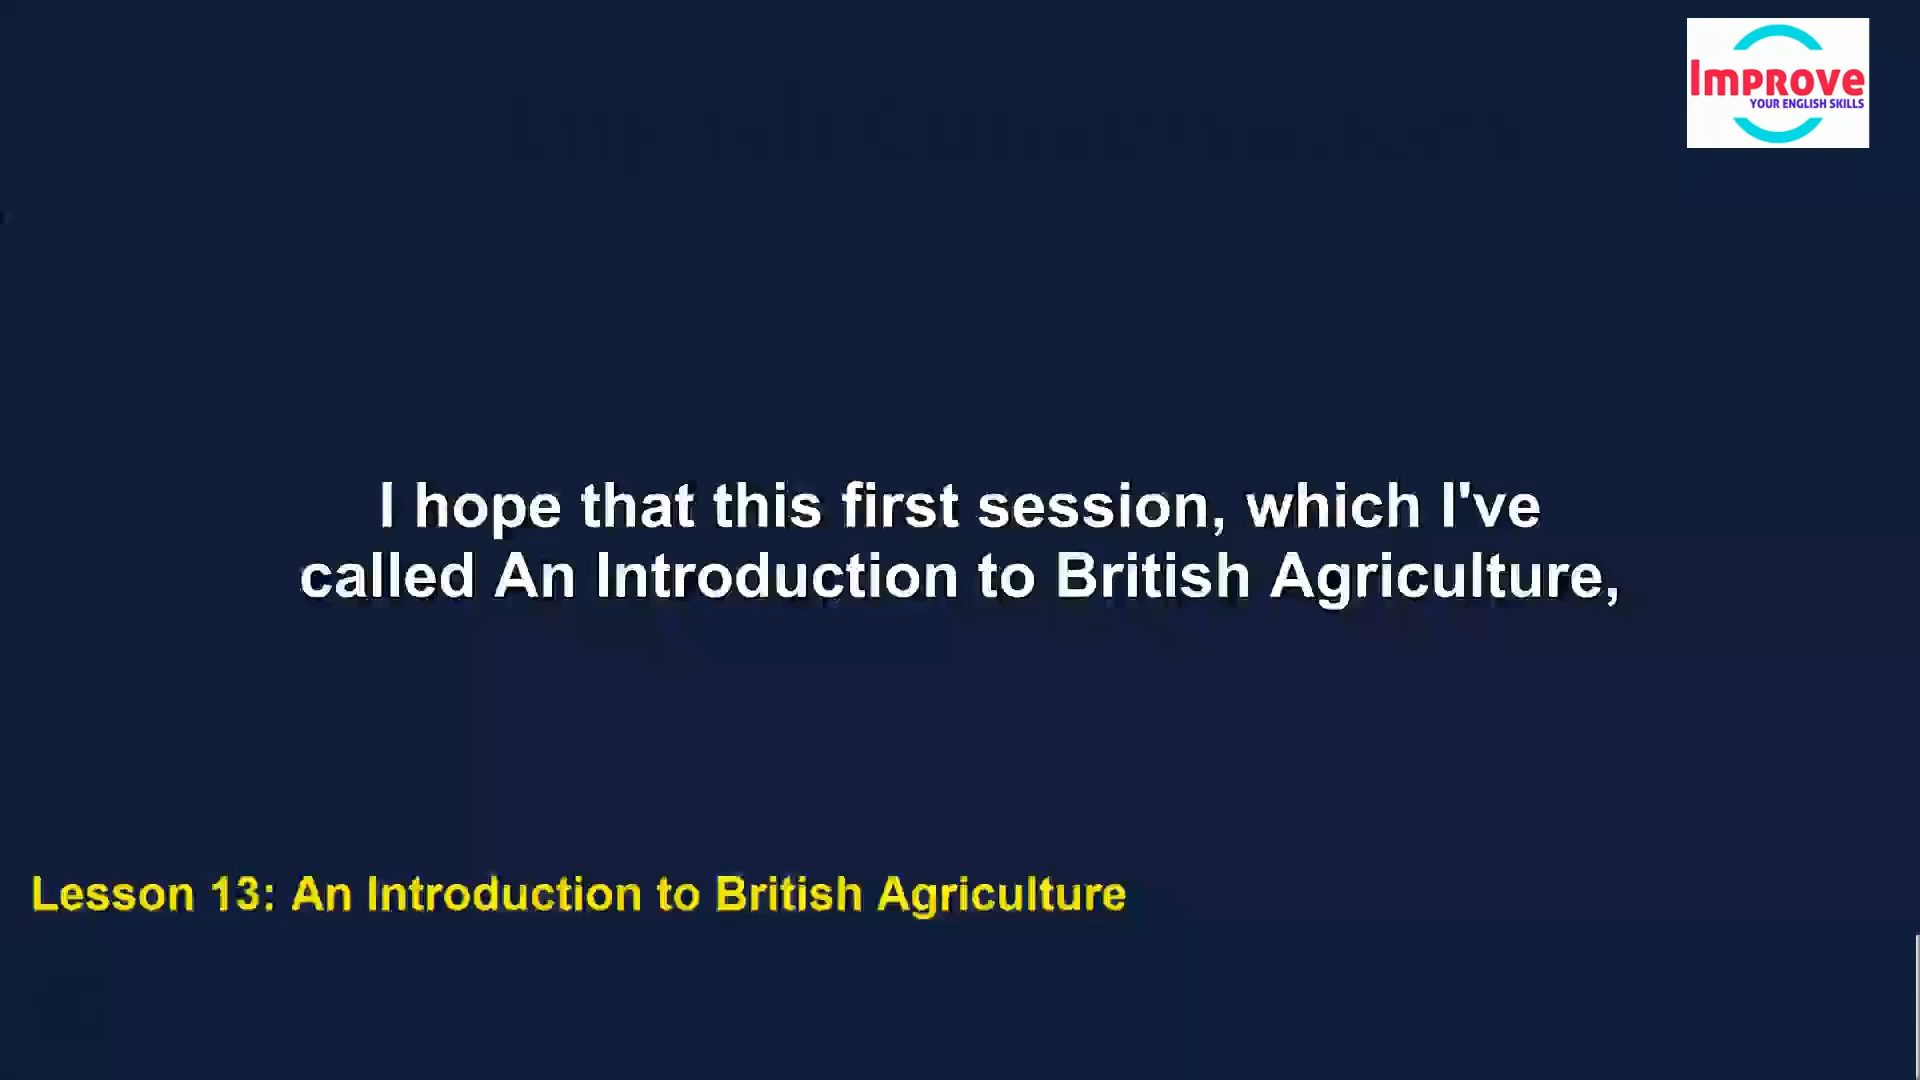 Improve
YOUR ENGLISH SKILLS
I hope that this first session, which I've
called An Introduction to British Agriculture,
Lesson 13: An Introduction to British Agriculture